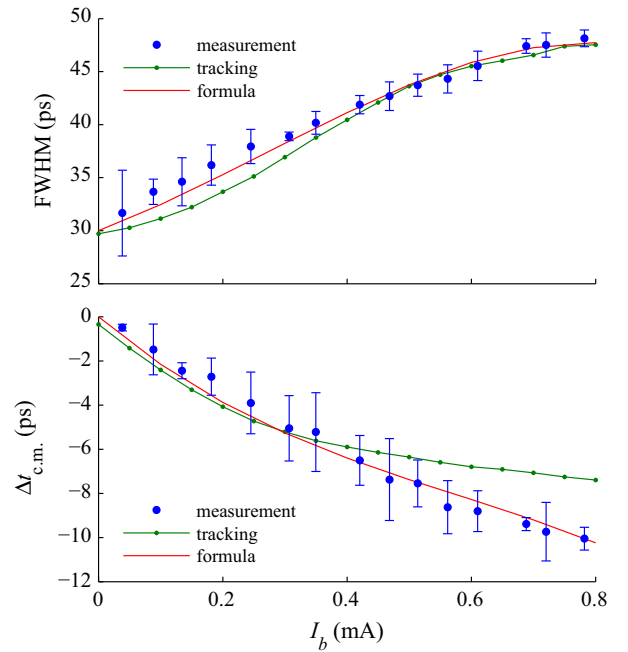 50
45
40
35
30
25
FWHM (ps)
measurement
tracking
formula
0
−2
−4
−6
−8
−10
−12
Δt_c.m. (ps)
measurement
tracking
formula
0 0.2 0.4 0.6 0.8
I_b (mA)